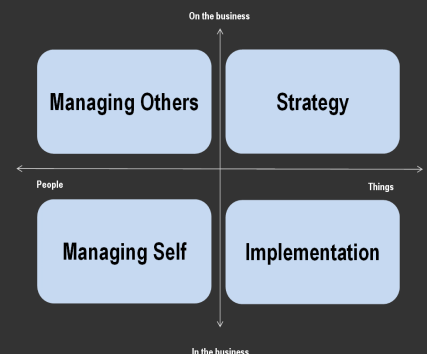 On the business
Managing Others
Strategy
People
Things
Managing Self
Implementation
In the business